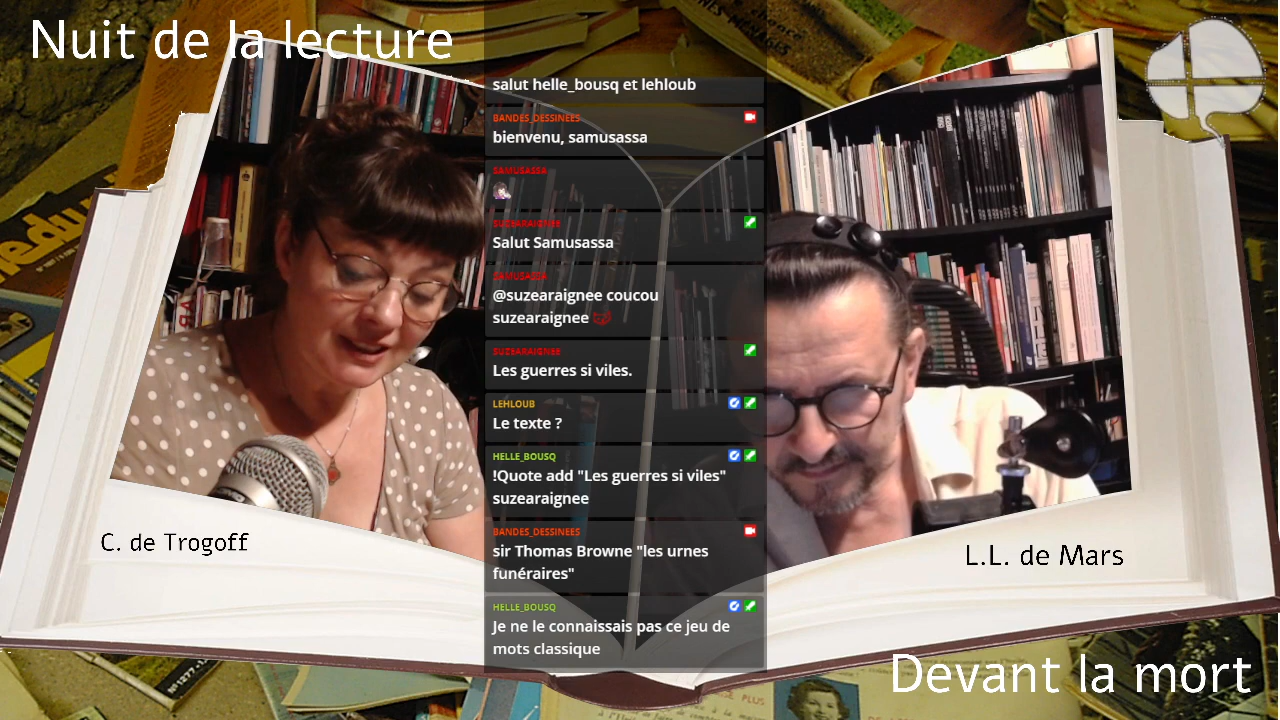 Nuit de la lecture
salut helle_bousq et lehloub
BANDES_DESSINEES
bienvenu, samusassa
SAMUSASSA
SUZEARAIGNEE
Salut Samusassa
SAMUSASSA
@suzearaignee coucou
suzearaignee
SUZEARAIGNEE
Les guerres si viles.
LEHLOUB
Le texte ?
HELLE_BOUSQ
!Quote add "Les guerres si viles"
suzearaignee
BANDES_DESSINEES
sir Thomas Browne "les urnes
funéraires"
HELLE_BOUSQ
Je ne le connaissais pas ce jeu de
mots classique
C. de Trogoff
L.L. de Mars
Devant la mort